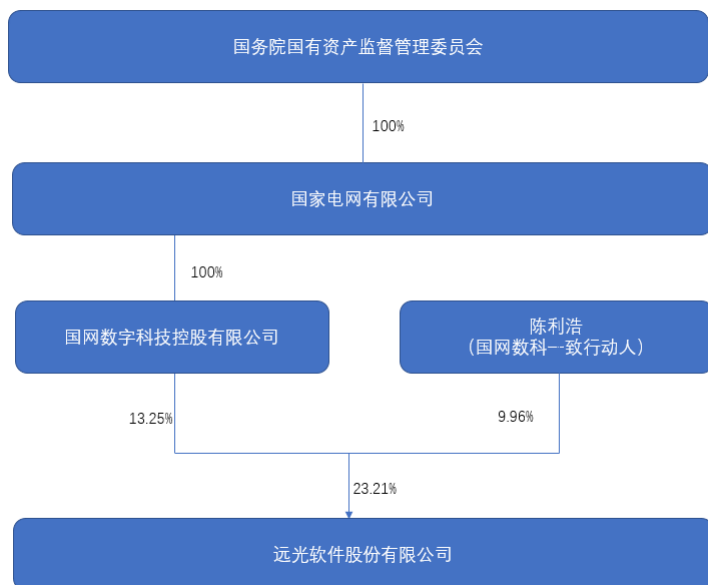 国务院国有资产监督管理委员会
100%
国家电网有限公司
100%
国网数字科技控股有限公司
陈利浩
（国网数科一致行动人）
13.25%
9.96%
23.21%
远光软件股份有限公司